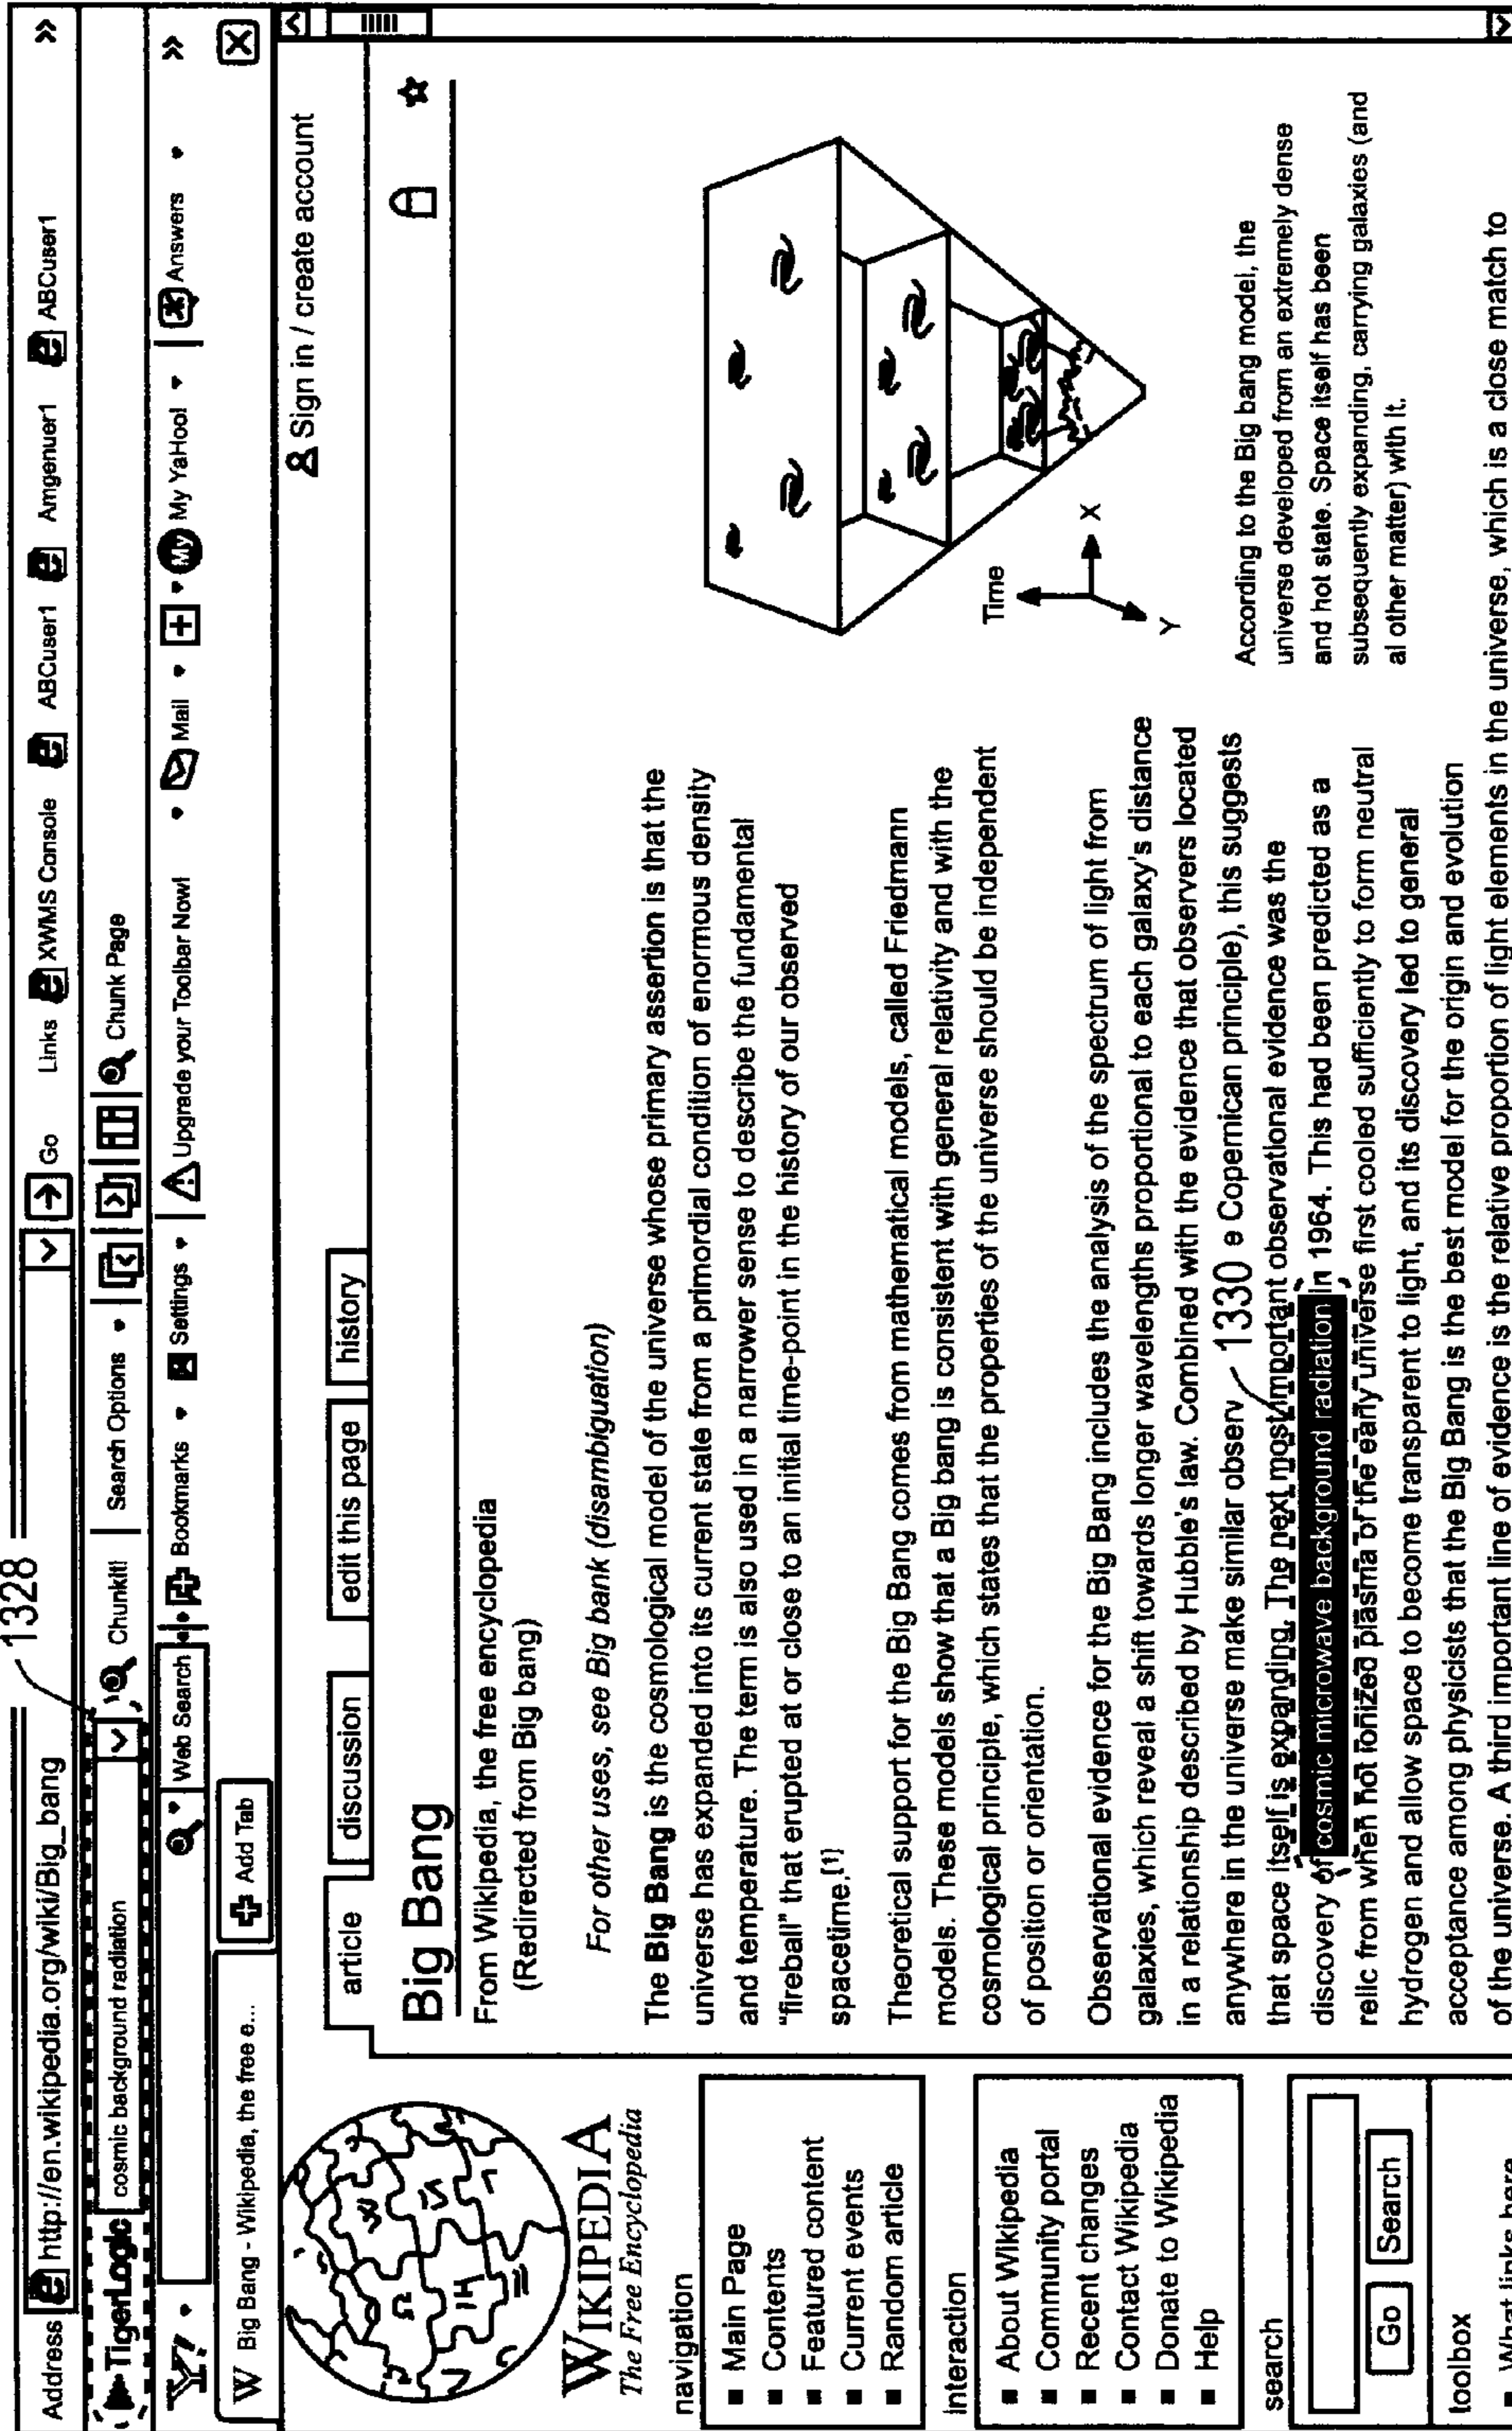 1328
Address http://en.wikipedia.org/wiki/Big_bang Go Links XWMS Console ABCuser1 Amgenuer1 ABCuser1 »
TigerLogic cosmic background radiation Chunkit! Search Options Chunk Page
Y! Web Search Bookmarks Settings Upgrade your Toolbar Now! Mail My YaHoo! Answers »
W Big Bang - Wikipedia, the free e... Add Tab
Sign in / create account
article discussion edit this page history
WIKIPEDIA
The Free Encyclopedia
navigation
Main Page
Contents
Featured content
Current events
Random article
interaction
About Wikipedia
Community portal
Recent changes
Contact Wikipedia
Donate to Wikipedia
Help
search
Go Search
toolbox
What links here
Big Bang
From Wikipedia, the free encyclopedia
(Redirected from Big bang)
For other uses, see Big bank (disambiguation)
The Big Bang is the cosmological model of the universe whose primary assertion is that the
universe has expanded into its current state from a primordial condition of enormous density
and temperature. The term is also used in a narrower sense to describe the fundamental
"fireball" that erupted at or close to an initial time-point in the history of our observed
spacetime.[1]
Theoretical support for the Big Bang comes from mathematical models, called Friedmann
models. These models show that a Big bang is consistent with general relativity and with the
cosmological principle, which states that the properties of the universe should be independent
of position or orientation.
Observational evidence for the Big Bang includes the analysis of the spectrum of light from
galaxies, which reveal a shift towards longer wavelengths proportional to each galaxy's distance
in a relationship described by Hubble's law. Combined with the evidence that observers located
anywhere in the universe make similar observ 1330 e Copernican principle), this suggests
that space itself is expanding. The next most important observational evidence was the
discovery of cosmic microwave background radiation in 1964. This had been predicted as a
relic from when hot ionized plasma of the early universe first cooled sufficiently to form neutral
hydrogen and allow space to become transparent to light, and its discovery led to general
acceptance among physicists that the Big Bang is the best model for the origin and evolution
of the universe. A third important line of evidence is the relative proportion of light elements in the universe, which is a close match to
Time
X
Y
According to the Big bang model, the
universe developed from an extremely dense
and hot state. Space itself has been
subsequently expanding, carrying galaxies (and
al other matter) with it.